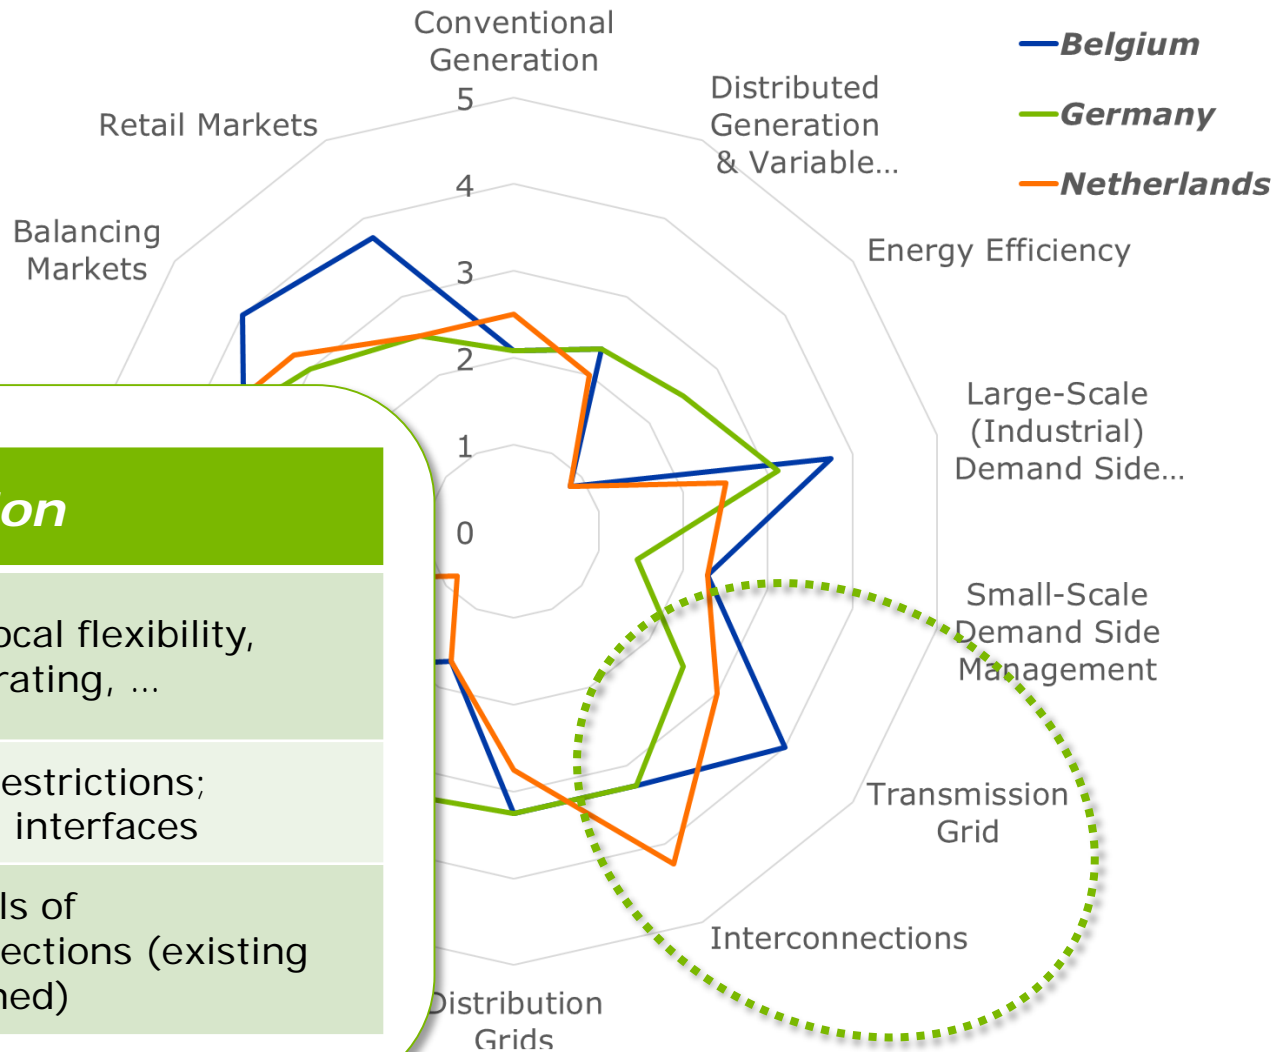 Conventional
Generation
Belgium
Germany
Netherlands
Distributed
Generation
& Variable...
Retail Markets
Balancing
Markets
Energy Efficiency
Large-Scale
(Industrial)
Demand Side...
Small-Scale
Demand Side
Management
Transmission
Grid
Interconnections
Distribution
Grids
5
4
3
2
1
0
ion
ocal flexibility,
rating, ...
estrictions;
interfaces
ls of
ections (existing
ned)